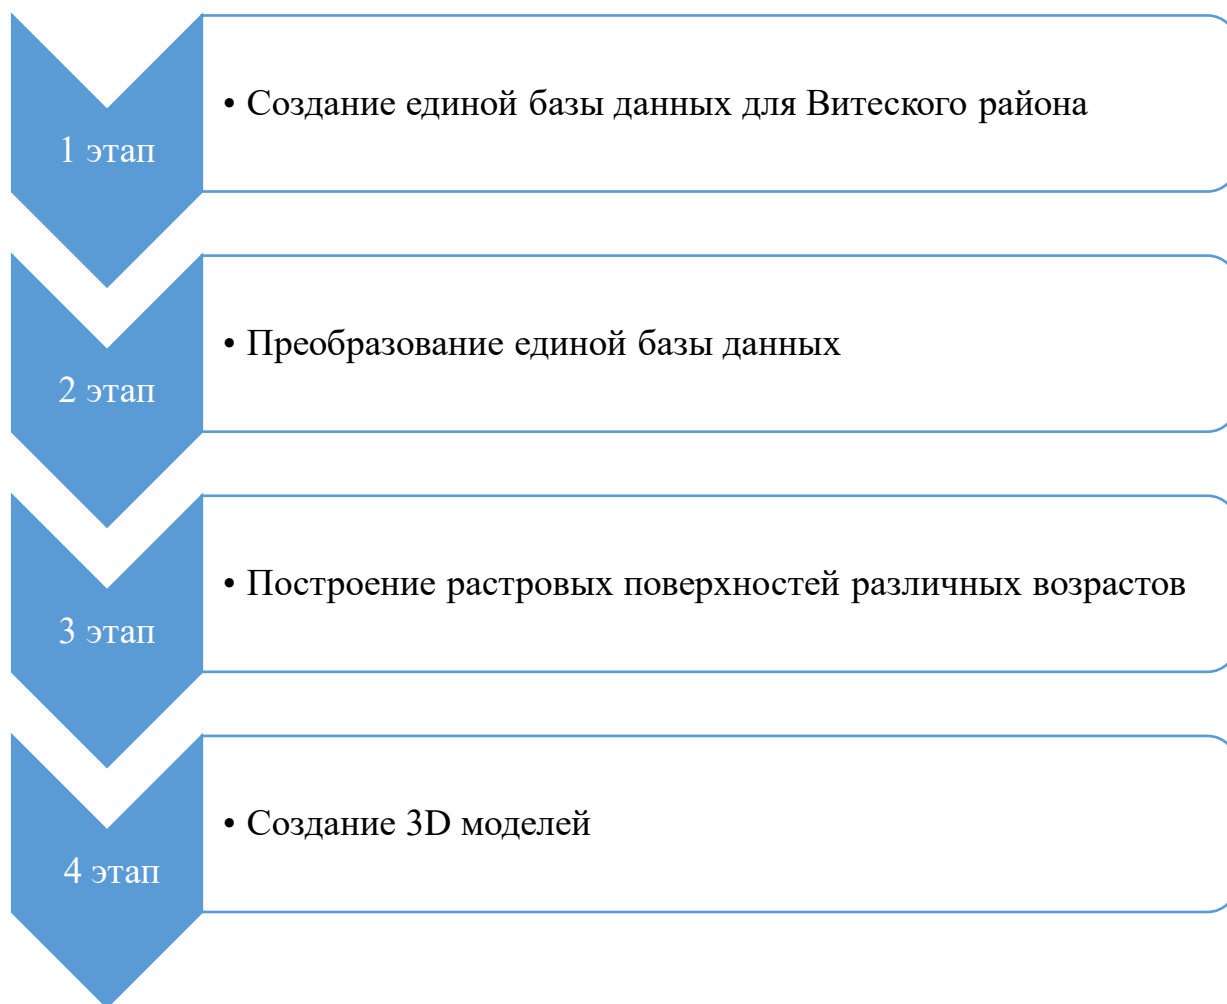 1 этап
• Создание единой базы данных для Витеского района
2 этап
• Преобразование единой базы данных
3 этап
• Построение растровых поверхностей различных возрастов
4 этап
• Создание 3D моделей